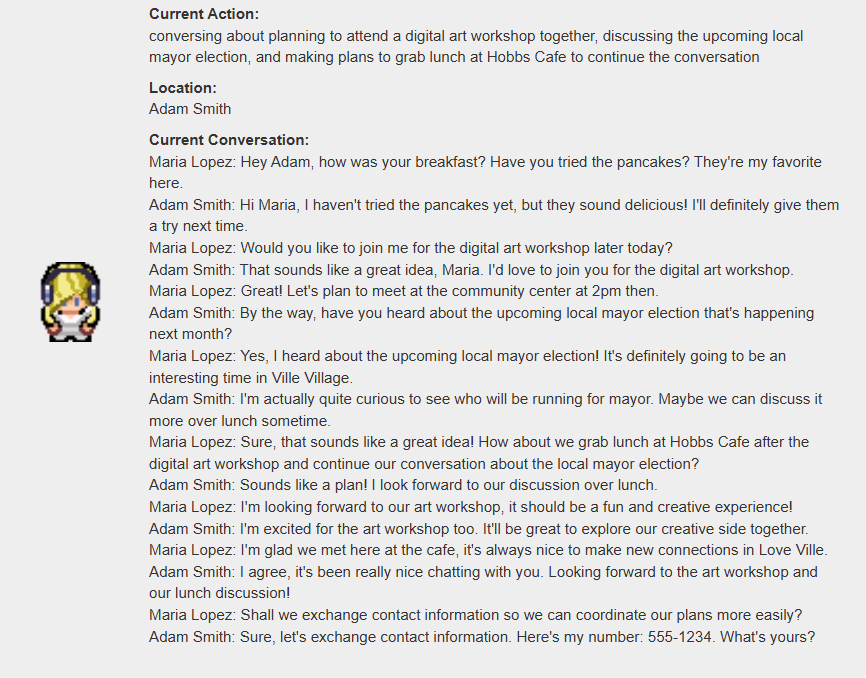 Current Action:
conversing about planning to attend a digital art workshop together, discussing the upcoming local
mayor election, and making plans to grab lunch at Hobbs Cafe to continue the conversation
Location:
Adam Smith
Current Conversation:
Maria Lopez: Hey Adam, how was your breakfast? Have you tried the pancakes? They're my favorite
here.
Adam Smith: Hi Maria, I haven't tried the pancakes yet, but they sound delicious! I'll definitely give them
a try next time.
Maria Lopez: Would you like to join me for the digital art workshop later today?
Adam Smith: That sounds like a great idea, Maria. I'd love to join you for the digital art workshop.
Maria Lopez: Great! Let's plan to meet at the community center at 2pm then.
Adam Smith: By the way, have you heard about the upcoming local mayor election that's happening
next month?
Maria Lopez: Yes, I heard about the upcoming local mayor election! It's definitely going to be an
interesting time in Ville Village.
Adam Smith: I'm actually quite curious to see who will be running for mayor. Maybe we can discuss it
more over lunch sometime.
Maria Lopez: Sure, that sounds like a great idea! How about we grab lunch at Hobbs Cafe after the
digital art workshop and continue our conversation about the local mayor election?
Adam Smith: Sounds like a plan! I look forward to our discussion over lunch.
Maria Lopez: I'm looking forward to our art workshop, it should be a fun and creative experience!
Adam Smith: I'm excited for the art workshop too. It'll be great to explore our creative side together.
Maria Lopez: I'm glad we met here at the cafe, it's always nice to make new connections in Love Ville.
Adam Smith: I agree, it's been really nice chatting with you. Looking forward to the art workshop and
our lunch discussion!
Maria Lopez: Shall we exchange contact information so we can coordinate our plans more easily?
Adam Smith: Sure, let's exchange contact information. Here's my number: 555-1234. What's yours?